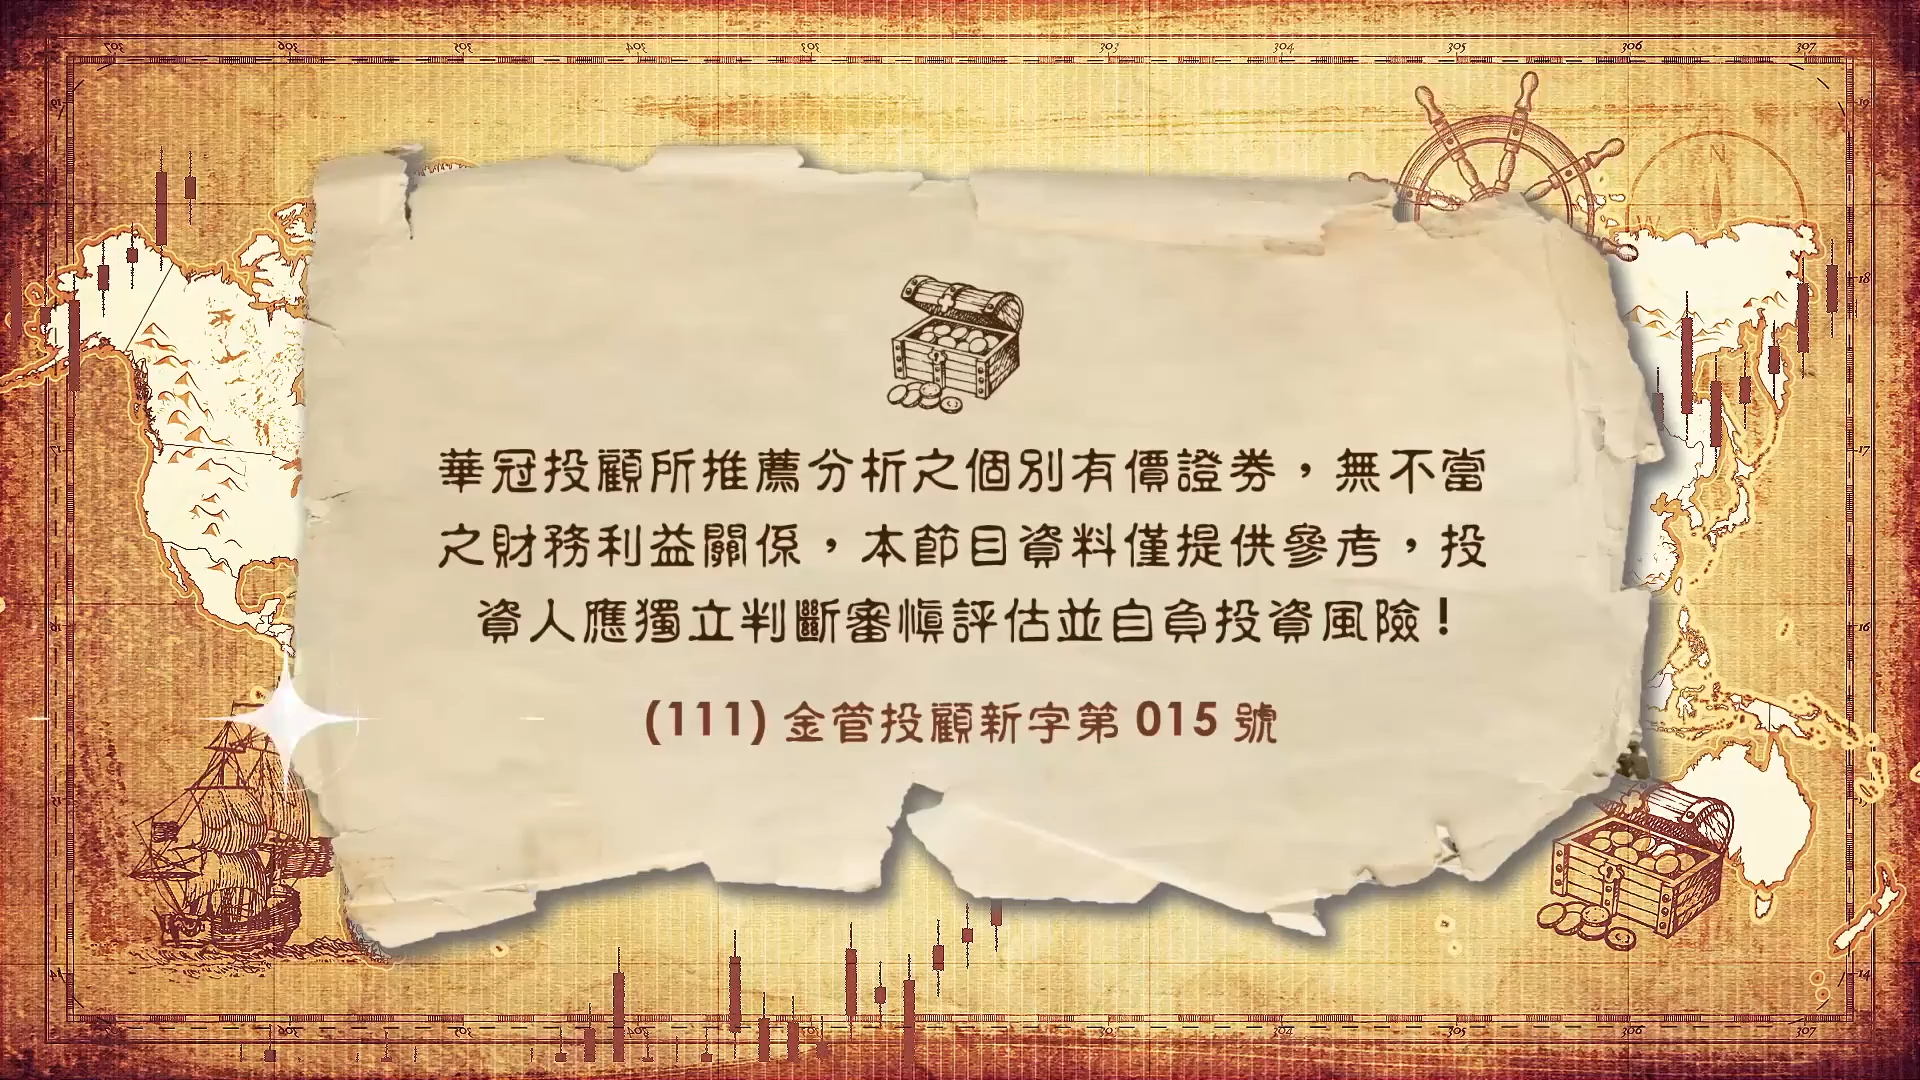 華冠投顧所推薦分析之個別有價證券，無不當
之財務利益關係，本節目資料僅提供參考，投
資人應獨立判斷審慎評估並自負投資風險！
(111) 金管投顧新字第 015 號